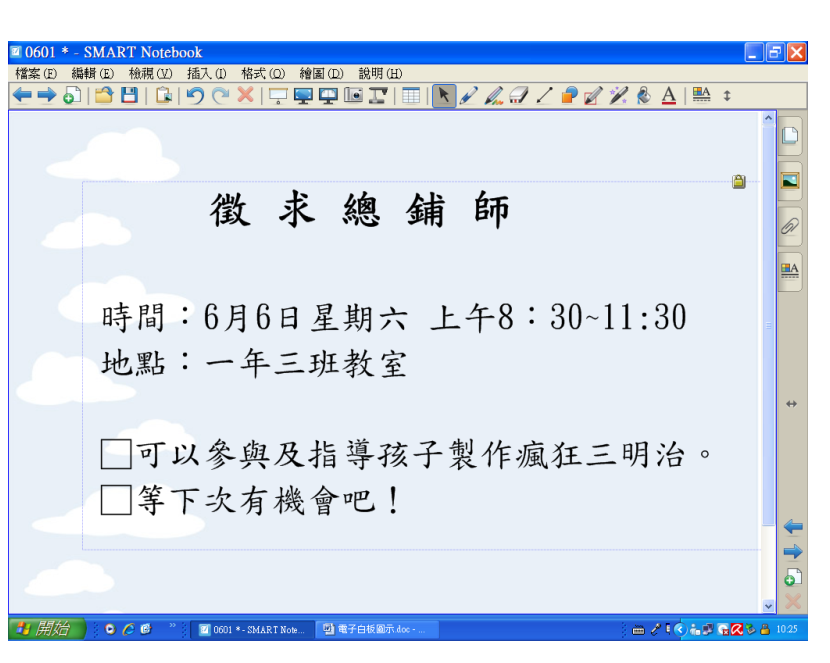 0601 * - SMART Notebook
檔案(F) 編輯(E) 檢視(V) 插入(I) 格式(O) 繪圖(D) 說明(H)
徵求總鋪師
時間：6月6日星期六 上午8：30~11:30
地點：一年三班教室
□可以參與及指導孩子製作瘋狂三明治。
□等下次有機會吧！
開始 0601 *- SMART Note... 電子白板圖示.doc - ... 10:25